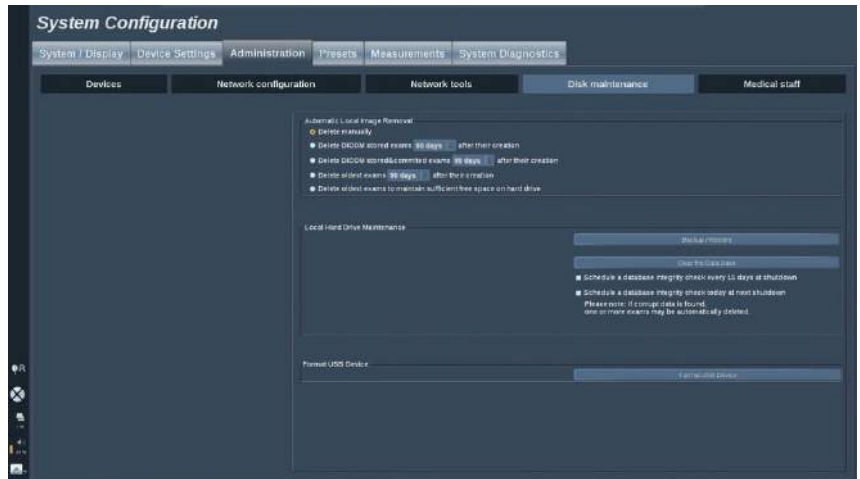 System Configuration
System / Display Device Settings Administration Presets Measurements System Diagnostics
Devices Network configuration Network tools Disk maintenance Medical staff
Automatic Local Image Removal
Delete manually
Delete DICOM stored exams 90 days after their creation
Delete DICOM stored&committed exams 90 days after their creation
Delete oldest exams 90 days after their creation
Delete oldest exams to maintain sufficient free space on hard drive
Local Hard Drive Maintenance
Clear the Data Base
Schedule a database integrity check every 15 days at shutdown
Schedule a database integrity check today at next shutdown
Please note: If corrupt data is found,
one or more exams may be automatically deleted.
Format USB Device
Format USB Device
R